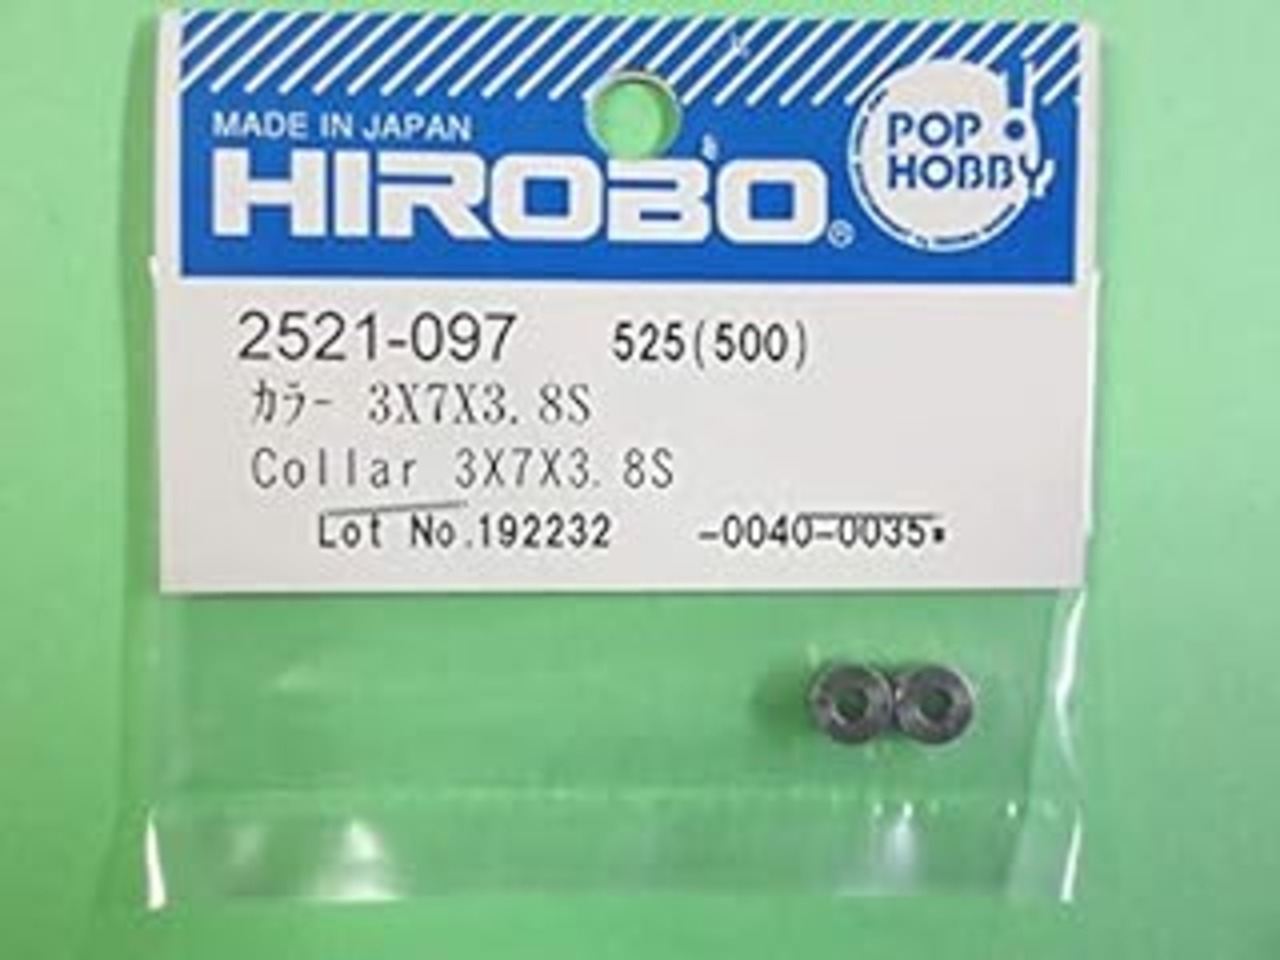 MADE IN JAPAN
HIROBO®
POP
HOBBY
2521-097 525(500)
ｶﾗｰ 3X7X3.8S
Collar 3X7X3.8S
Lot No.192232 -0040-0035